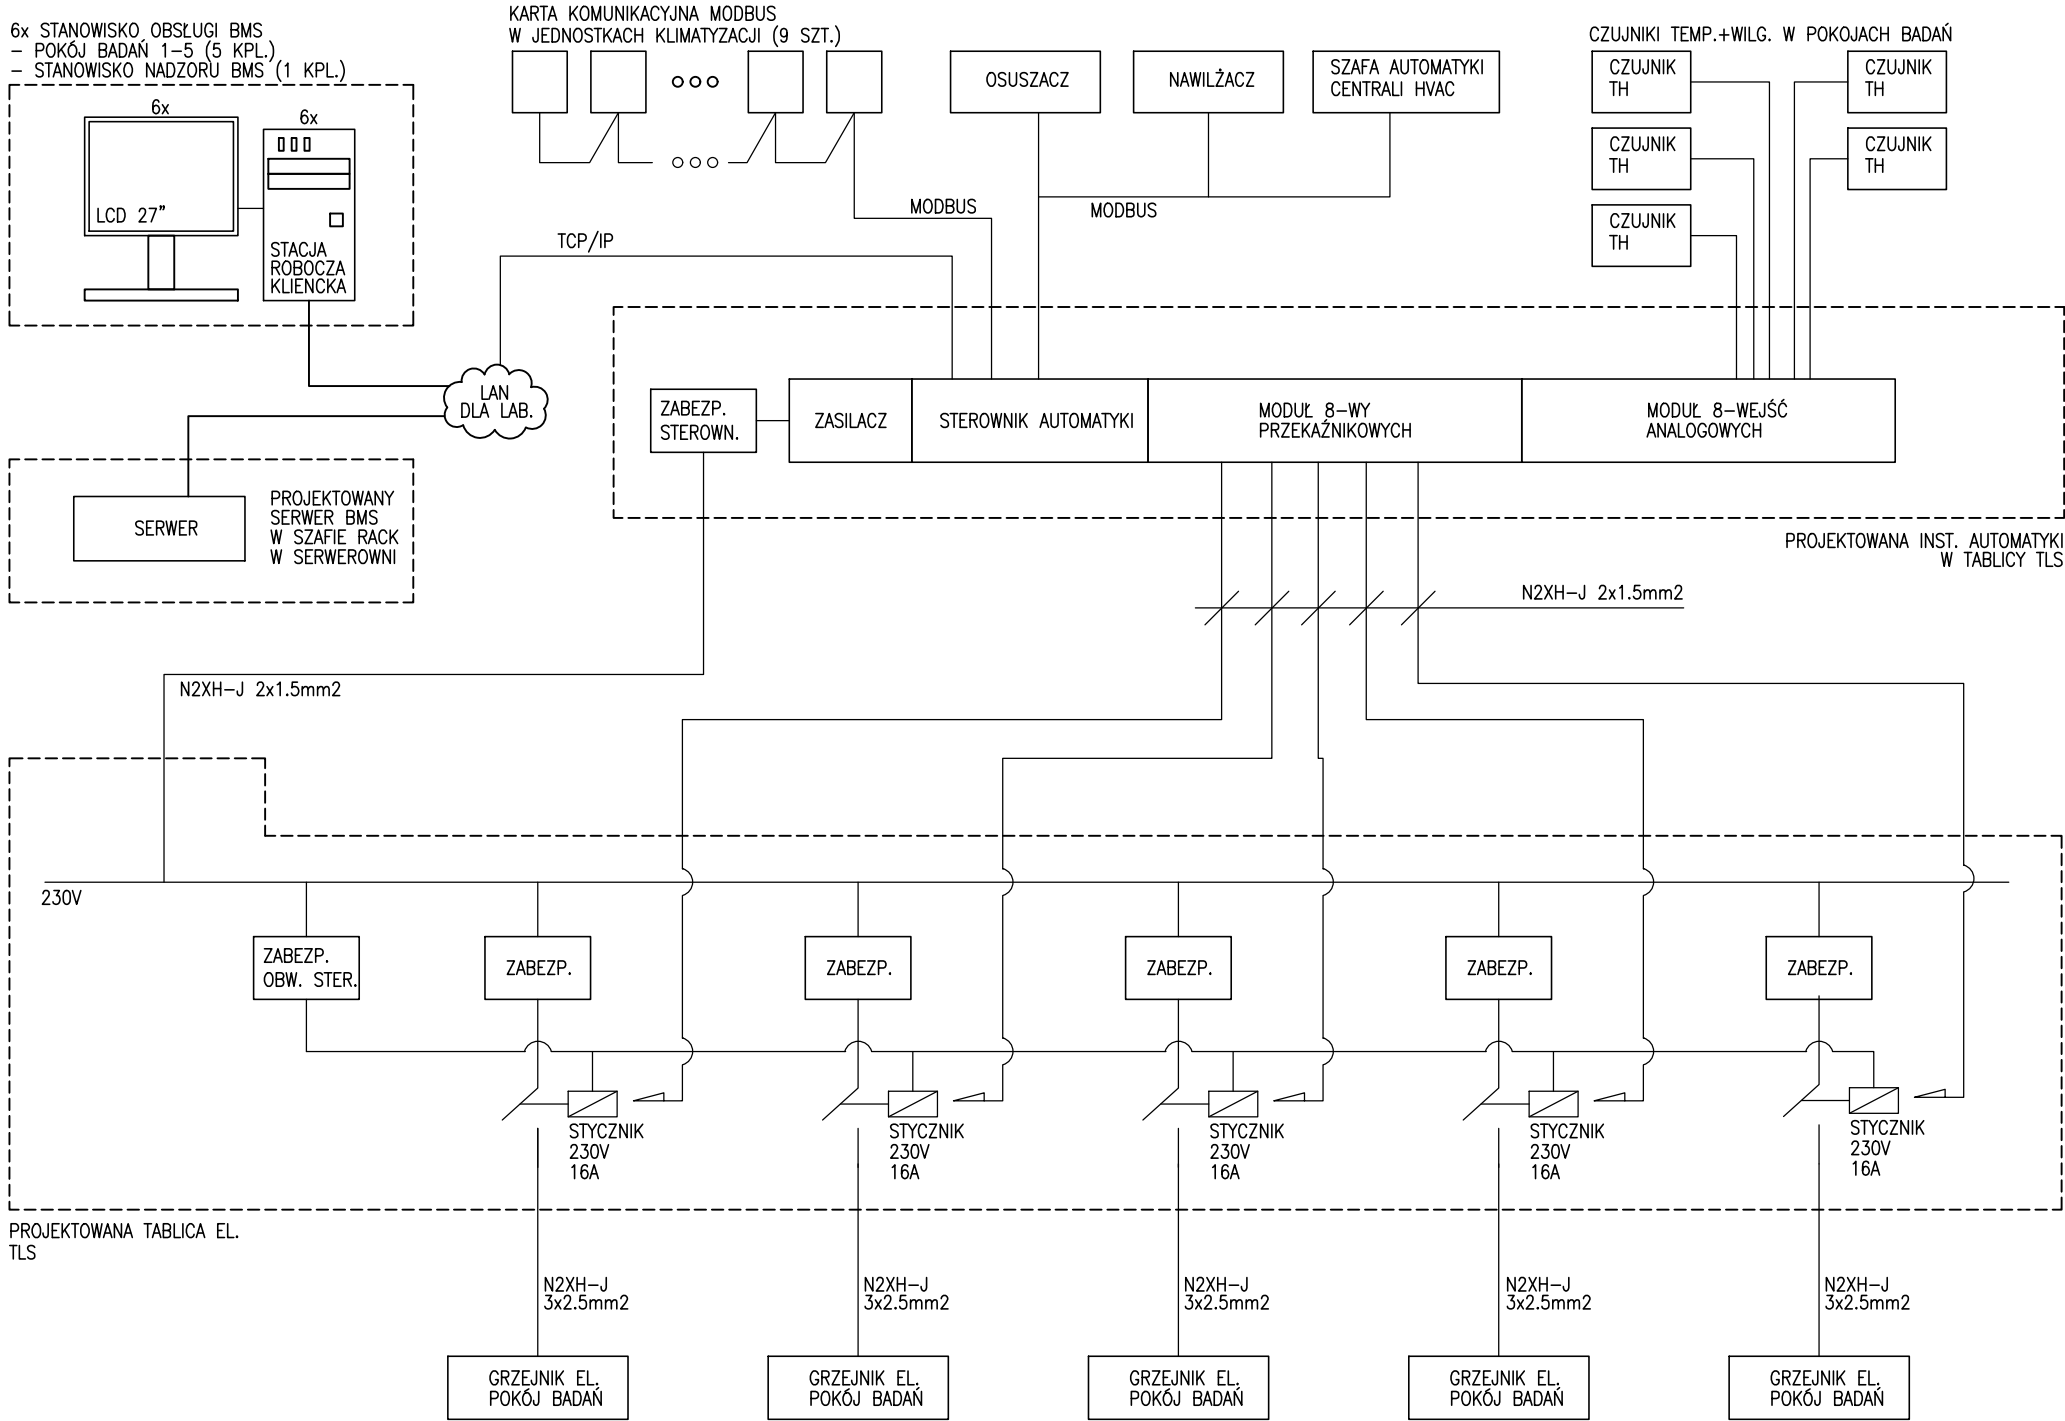 6x STANOWISKO OBSŁUGI BMS
– POKÓJ BADAŃ 1–5 (5 KPL.)
– STANOWISKO NADZORU BMS (1 KPL.)
6x
6x
LCD 27”
STACJA
ROBOCZA
KLIENCKA
KARTA KOMUNIKACYJNA MODBUS
W JEDNOSTKACH KLIMATYZACJI (9 SZT.)
OSUSZACZ
NAWILŻACZ
SZAFA AUTOMATYKI
CENTRALI HVAC
CZUJNIKI TEMP.+WILG. W POKOJACH BADAŃ
CZUJNIK
TH
CZUJNIK
TH
CZUJNIK
TH
CZUJNIK
TH
CZUJNIK
TH
MODBUS
MODBUS
TCP/IP
LAN
DLA LAB.
SERWER
PROJEKTOWANY
SERWER BMS
W SZAFIE RACK
W SERWEROWNI
ZABEZP.
STEROWN.
ZASILACZ
STEROWNIK AUTOMATYKI
MODUŁ 8–WY
PRZEKAŹNIKOWYCH
MODUŁ 8–WEJŚĆ
ANALOGOWYCH
PROJEKTOWANA INST. AUTOMATYKI
W TABLICY TLS
N2XH–J 2x1.5mm2
N2XH–J 2x1.5mm2
230V
ZABEZP.
OBW. STER.
ZABEZP.
ZABEZP.
ZABEZP.
ZABEZP.
ZABEZP.
STYCZNIK
230V
16A
STYCZNIK
230V
16A
STYCZNIK
230V
16A
STYCZNIK
230V
16A
STYCZNIK
230V
16A
PROJEKTOWANA TABLICA EL.
TLS
N2XH–J
3x2.5mm2
N2XH–J
3x2.5mm2
N2XH–J
3x2.5mm2
N2XH–J
3x2.5mm2
N2XH–J
3x2.5mm2
GRZEJNIK EL.
POKÓJ BADAŃ
GRZEJNIK EL.
POKÓJ BADAŃ
GRZEJNIK EL.
POKÓJ BADAŃ
GRZEJNIK EL.
POKÓJ BADAŃ
GRZEJNIK EL.
POKÓJ BADAŃ